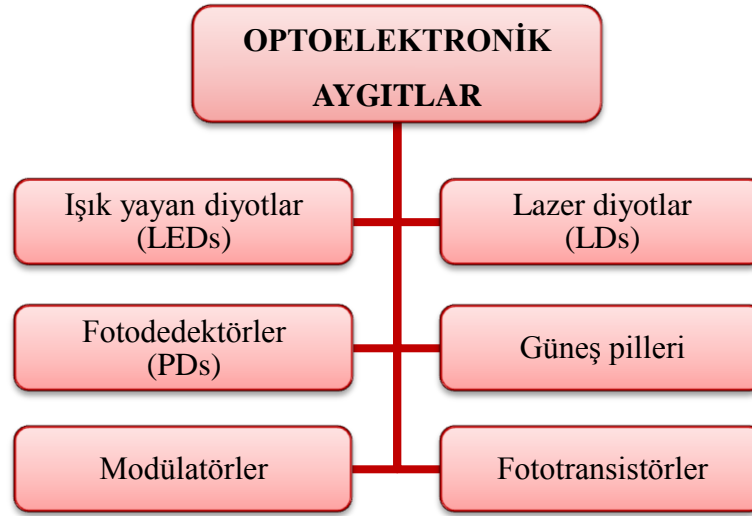 OPTOELEKTRONİK
AYGITLAR
Işık yayan diyotlar
(LEDs)
Lazer diyotlar
(LDs)
Fotodedektörler
(PDs)
Güneş pilleri
Modülatörler
Fototransistörler